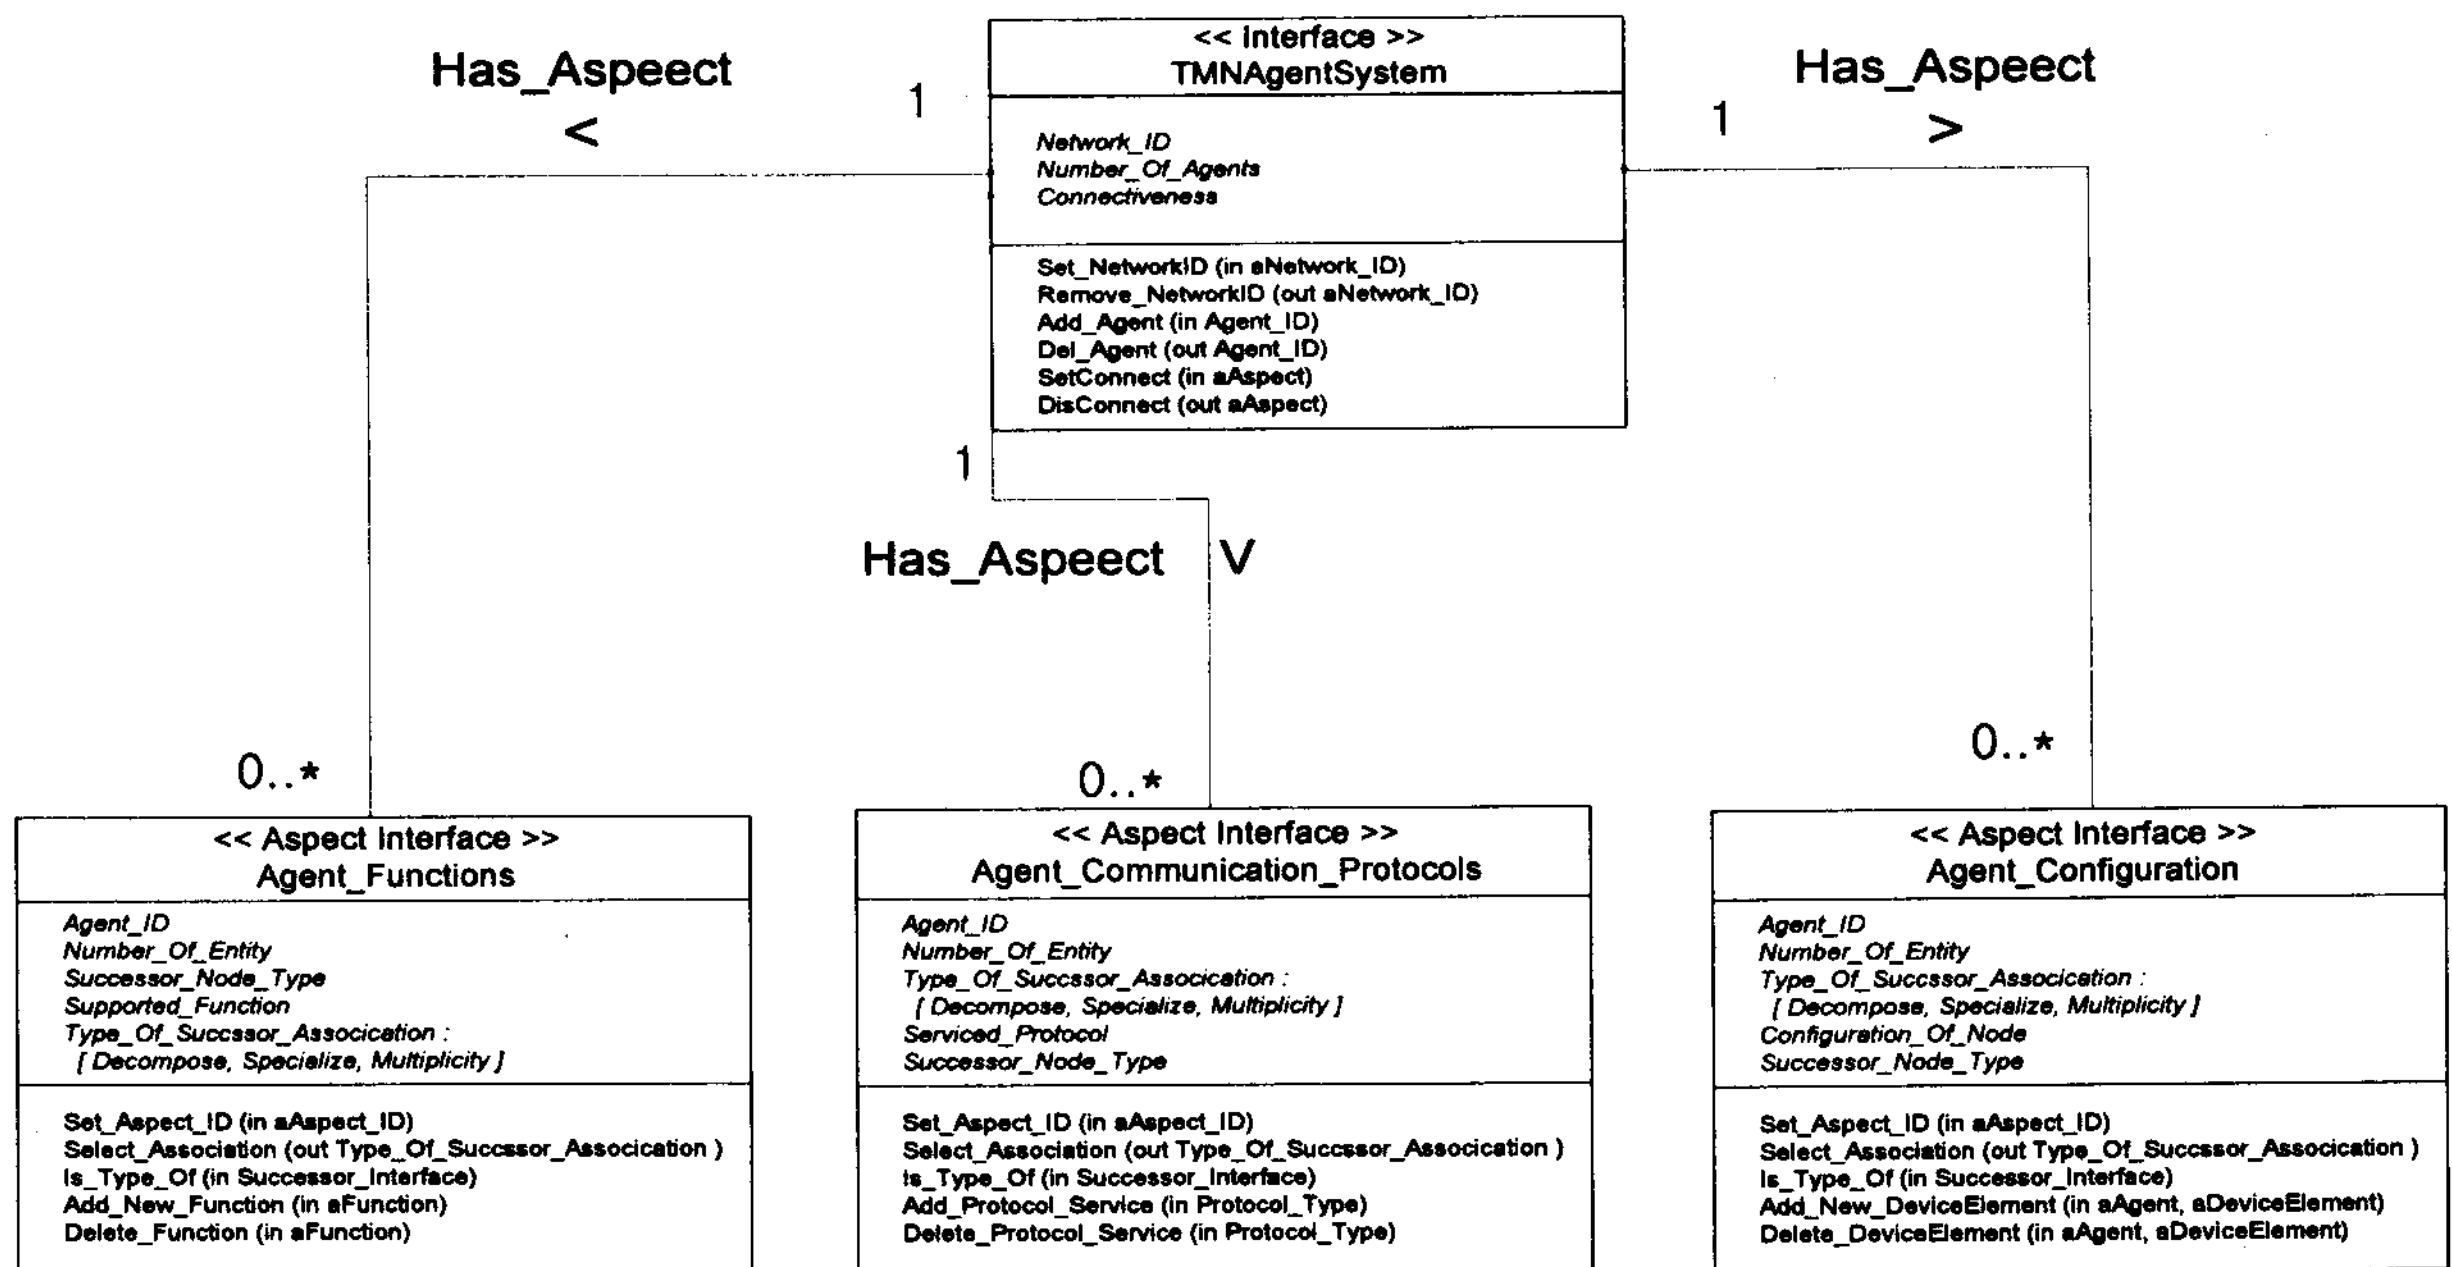 << Interface >>
TMNAgentSystem
Network_ID
Number_Of_Agents
Connectiveness
Set_NetworkID (in aNetwork_ID)
Remove_NetworkID (out aNetwork_ID)
Add_Agent (in Agent_ID)
Del_Agent (out Agent_ID)
SetConnect (in aAspect)
DisConnect (out aAspect)
Has_Aspeect
<
1
0..*
Has_Aspeect
>
1
0..*
1
Has_Aspeect V
0..*
<< Aspect Interface >>
Agent_Functions
Agent_ID
Number_Of_Entity
Successor_Node_Type
Supported_Function
Type_Of_Succssor_Assocication :
[ Decompose, Specialize, Multiplicity ]
Set_Aspect_ID (in aAspect_ID)
Select_Association (out Type_Of_Succssor_Assocication )
Is_Type_Of (in Successor_Interface)
Add_New_Function (in aFunction)
Delete_Function (in aFunction)
<< Aspect Interface >>
Agent_Communication_Protocols
Agent_ID
Number_Of_Entity
Type_Of_Succssor_Assocication :
[ Decompose, Specialize, Multiplicity ]
Serviced_Protocol
Successor_Node_Type
Set_Aspect_ID (in aAspect_ID)
Select_Association (out Type_Of_Succssor_Assocication )
Is_Type_Of (in Successor_Interface)
Add_Protocol_Service (in Protocol_Type)
Delete_Protocol_Service (in Protocol_Type)
<< Aspect Interface >>
Agent_Configuration
Agent_ID
Number_Of_Entity
Type_Of_Succssor_Assocication :
[ Decompose, Specialize, Multiplicity ]
Configuration_Of_Node
Successor_Node_Type
Set_Aspect_ID (in aAspect_ID)
Select_Association (out Type_Of_Succssor_Assocication )
Is_Type_Of (in Successor_Interface)
Add_New_DeviceElement (in aAgent, aDeviceElement)
Delete_DeviceElement (in aAgent, aDeviceElement)